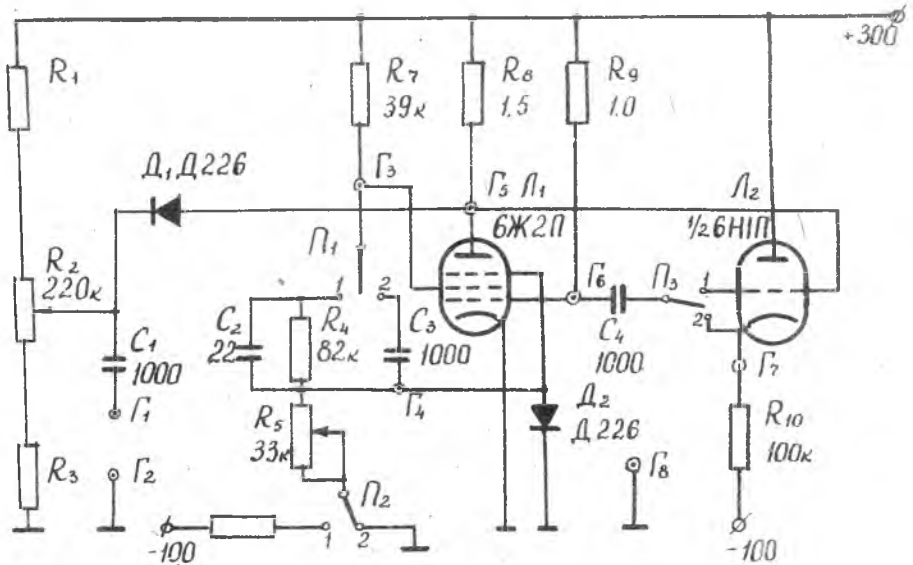 +300
R1
R7
39к
R8
1.5
R9
1.0
Д1 Д226
Г3
Г5 Л1
6Ж2П
Л2
½6Н1П
R2
220к
П1
1
2
Г6
П3
1
2
C2
22
R4
82к
C3
1000
C4
1000
C1
1000
Г1
Г4
Г7
R5
33к
Д2
Д226
R10
100к
R3
Г2
П2
Г8
-100
1
2
-100